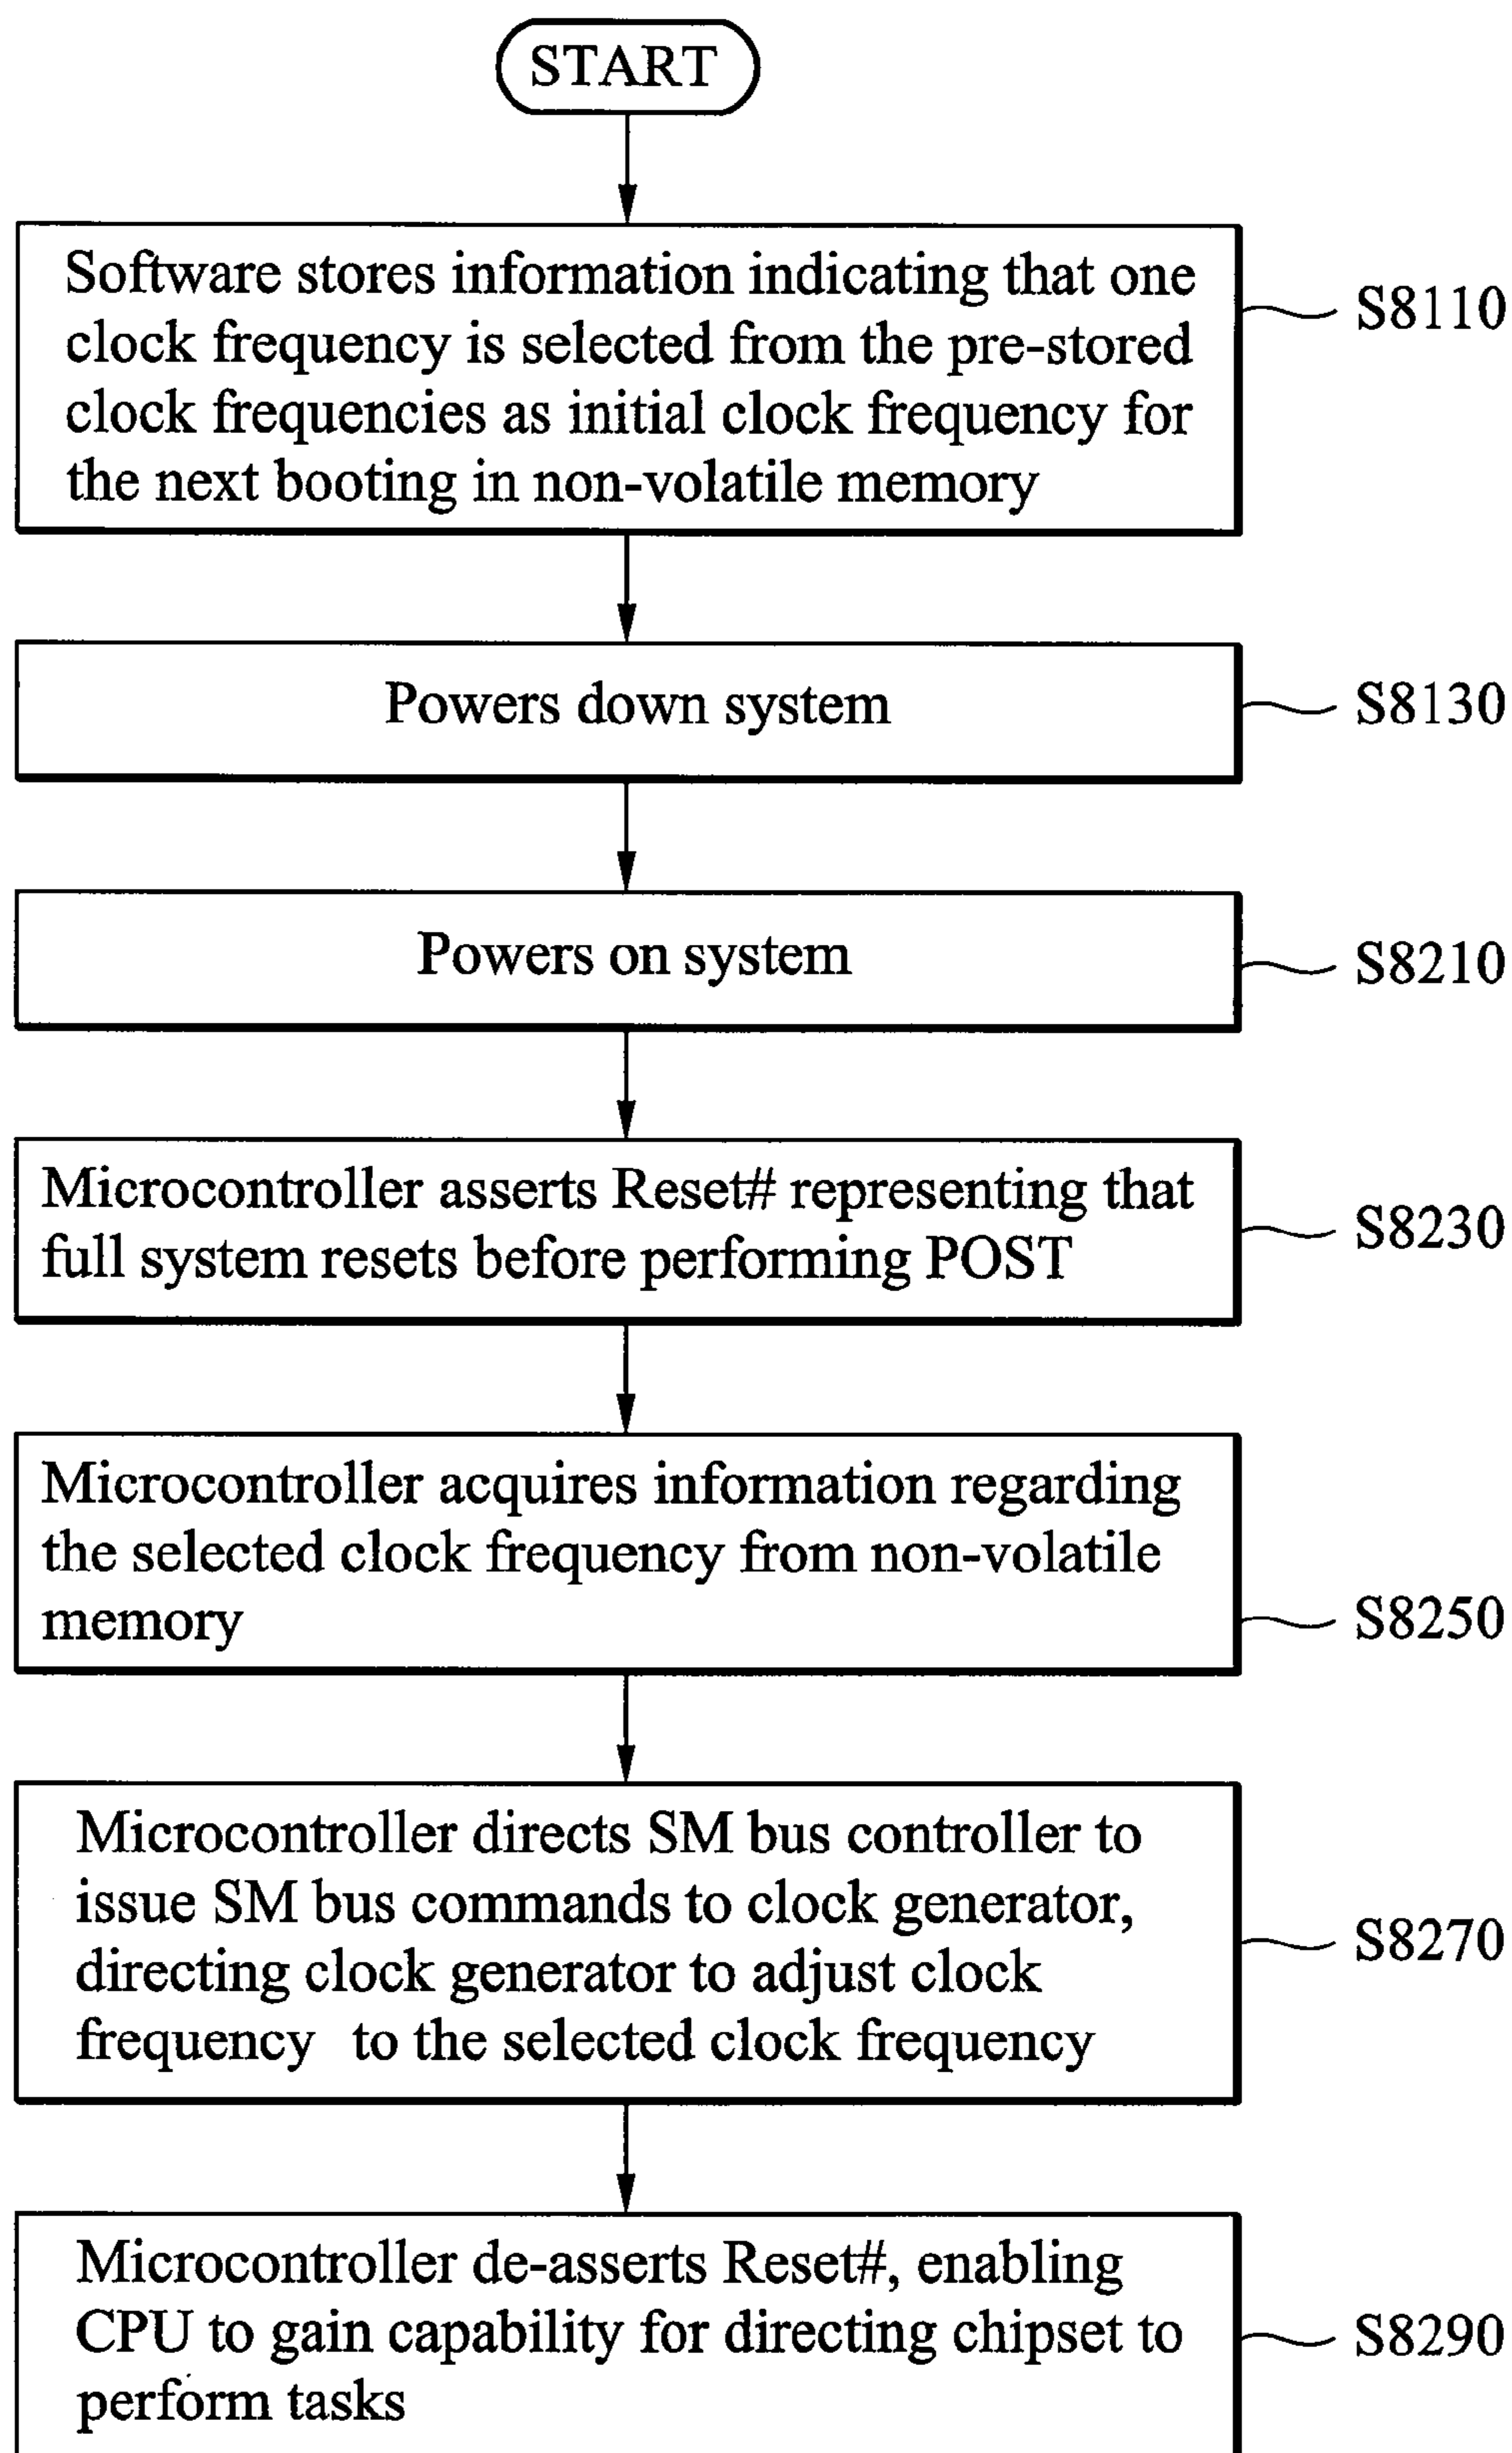 START
Software stores information indicating that one
clock frequency is selected from the pre-stored
clock frequencies as initial clock frequency for
the next booting in non-volatile memory
S8110
Powers down system
S8130
Powers on system
S8210
Microcontroller asserts Reset# representing that
full system resets before performing POST
S8230
Microcontroller acquires information regarding
the selected clock frequency from non-volatile
memory
S8250
Microcontroller directs SM bus controller to
issue SM bus commands to clock generator,
directing clock generator to adjust clock
frequency to the selected clock frequency
S8270
Microcontroller de-asserts Reset#, enabling
CPU to gain capability for directing chipset to
perform tasks
S8290